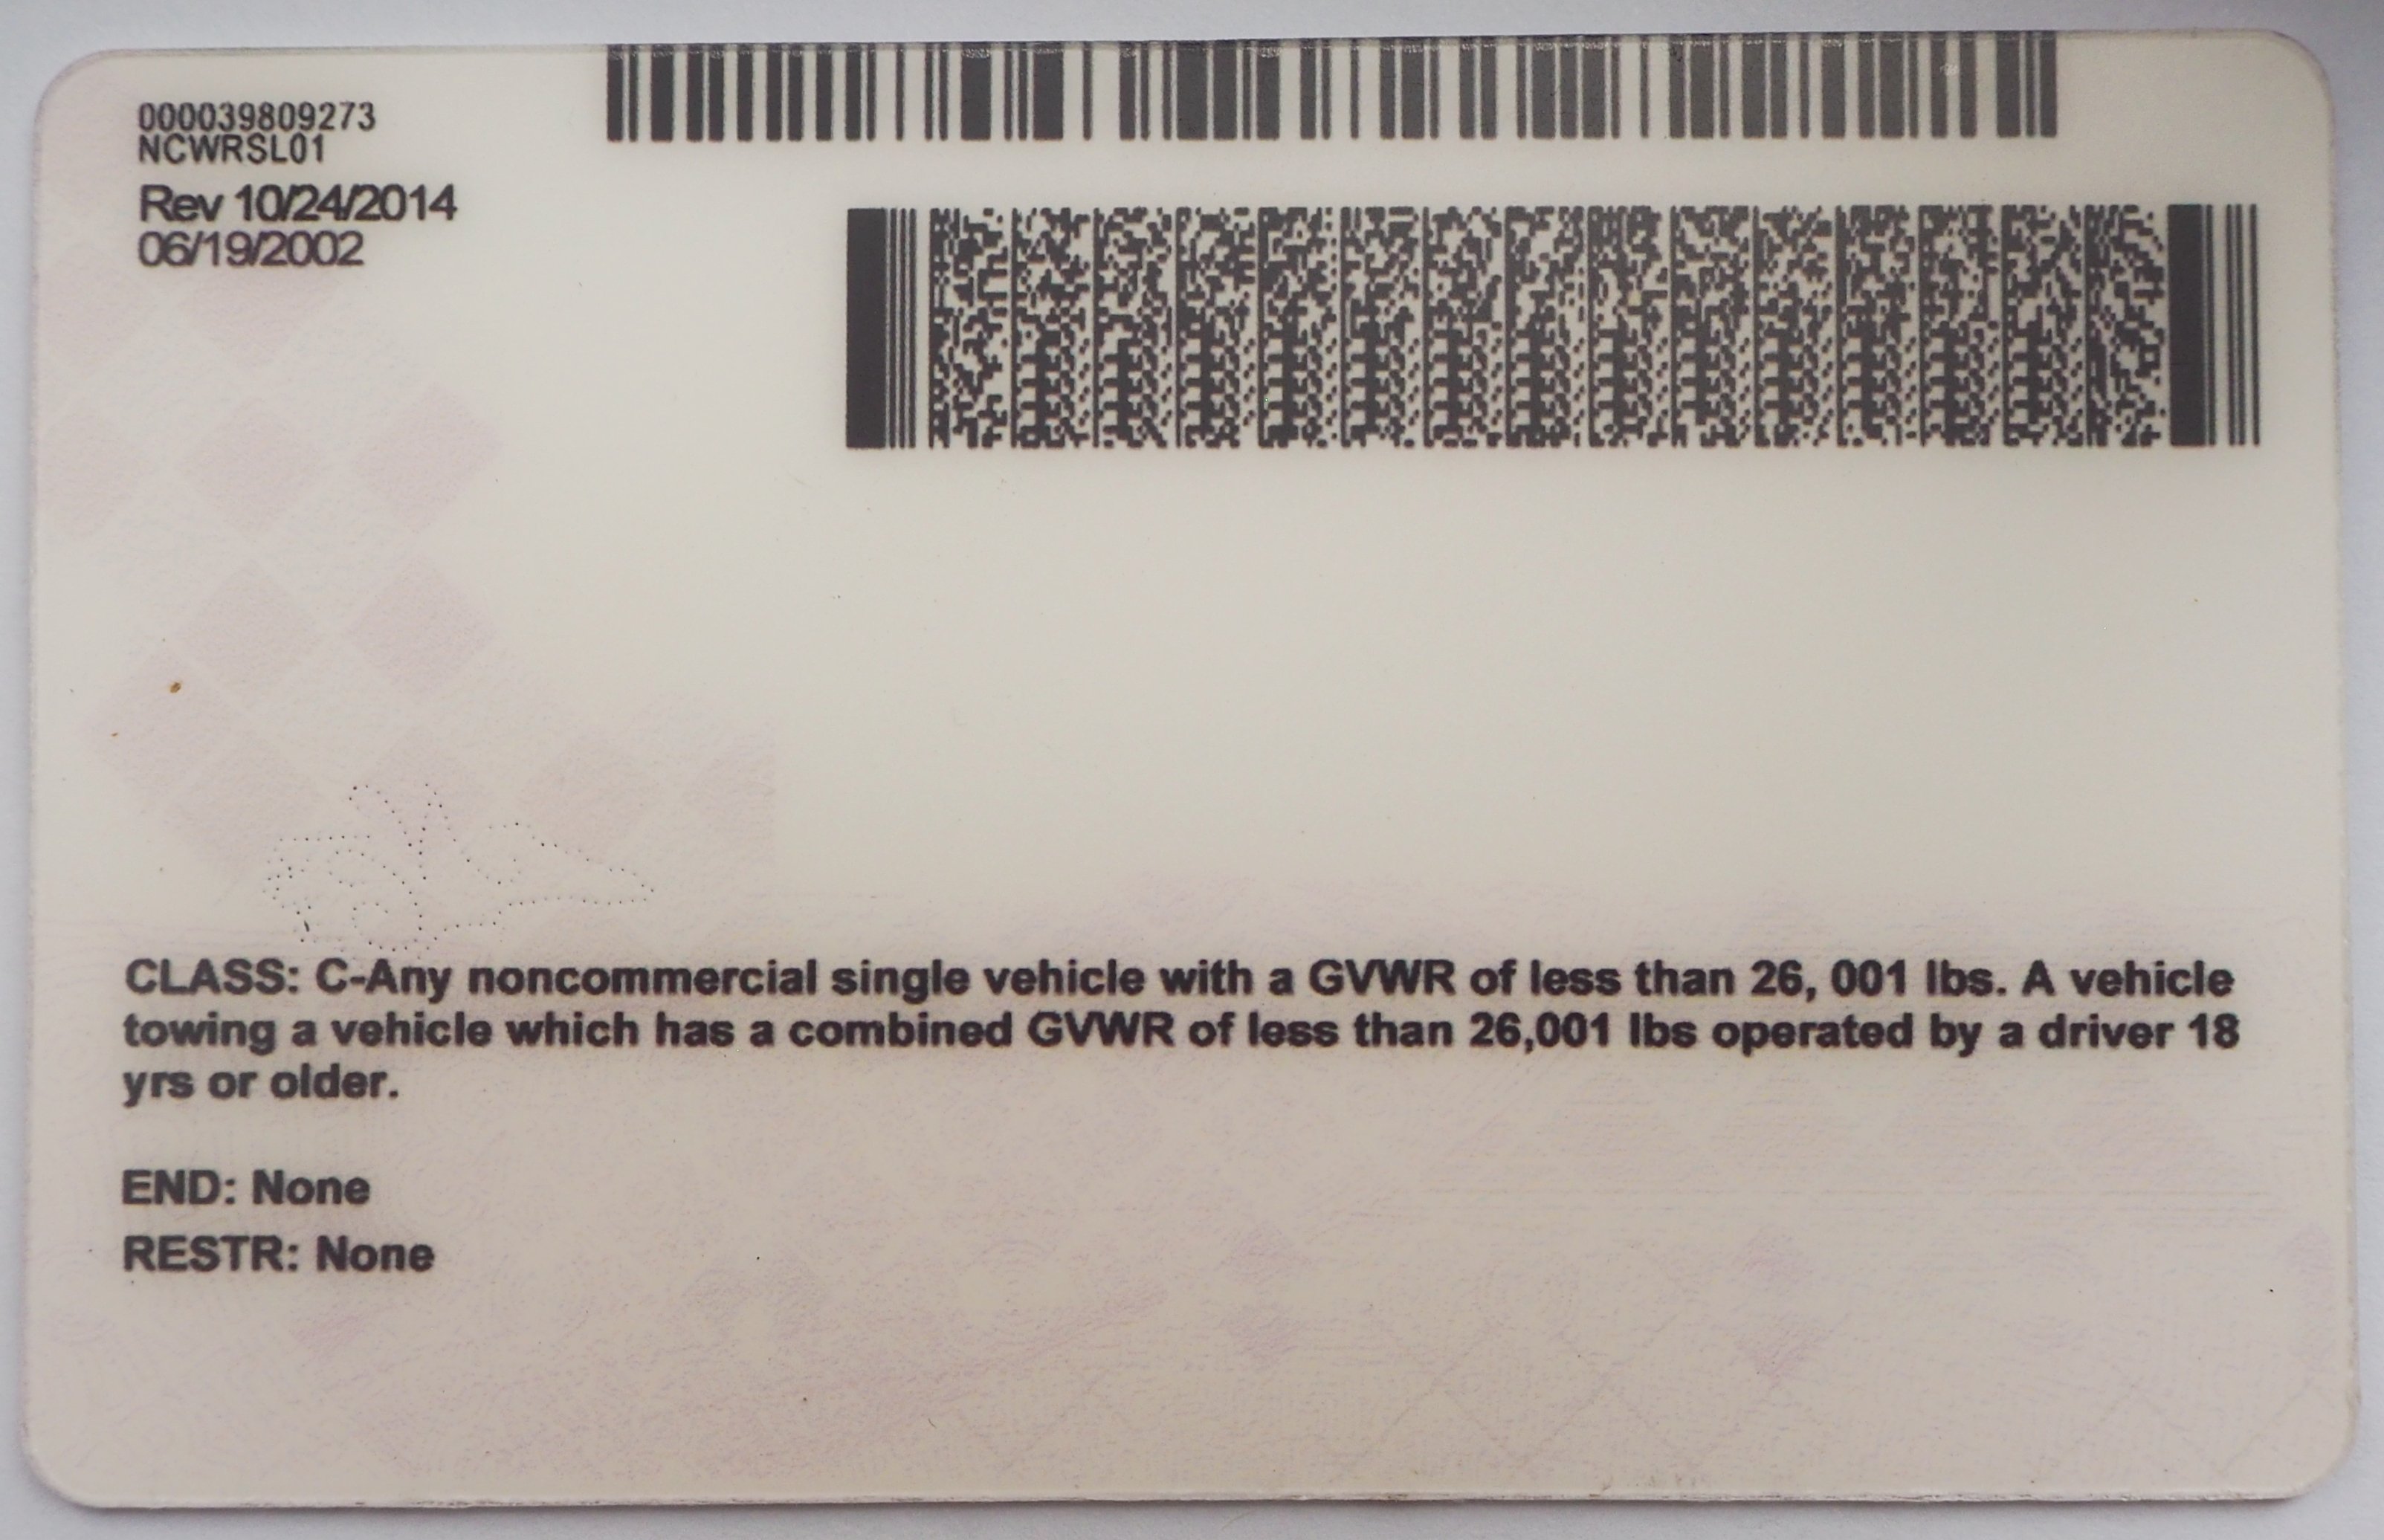 000039809273
NCWRSL01
Rev 10/24/2014
06/19/2002
CLASS: C-Any noncommercial single vehicle with a GVWR of less than 26, 001 lbs. A vehicle
towing a vehicle which has a combined GVWR of less than 26,001 lbs operated by a driver 18
yrs or older.
END: None
RESTR: None